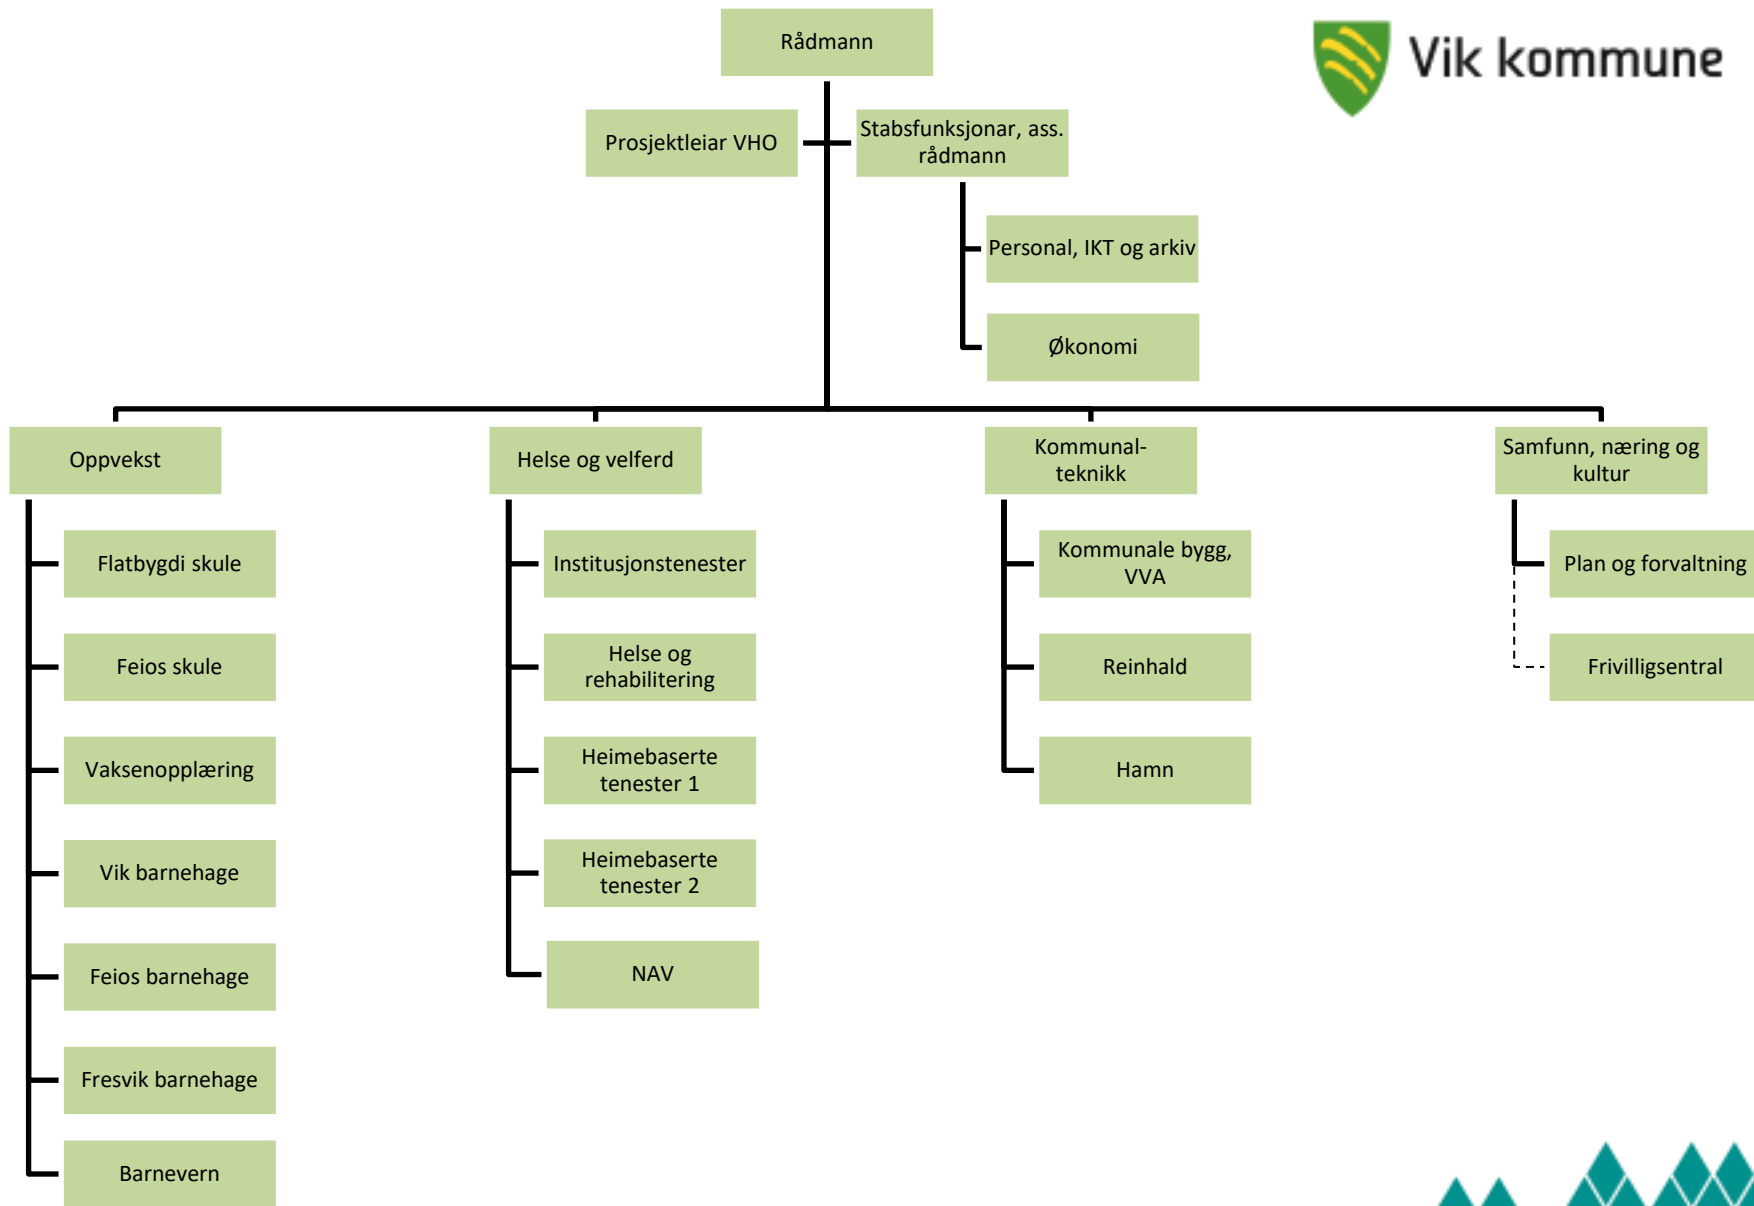 Rådmann
Vik kommune
Prosjektleiar VHO
Stabsfunksjonar, ass.
rådmann
Personal, IKT og arkiv
Økonomi
Oppvekst
Flatbygdi skule
Feios skule
Vaksenopplæring
Vik barnehage
Feios barnehage
Fresvik barnehage
Barnevern
Helse og velferd
Institusjonstenester
Helse og
rehabilitering
Heimebaserte
tenester 1
Heimebaserte
tenester 2
NAV
Kommunal-
teknikk
Kommunale bygg,
VVA
Reinhald
Hamn
Samfunn, næring og
kultur
Plan og forvaltning
Frivilligsentral